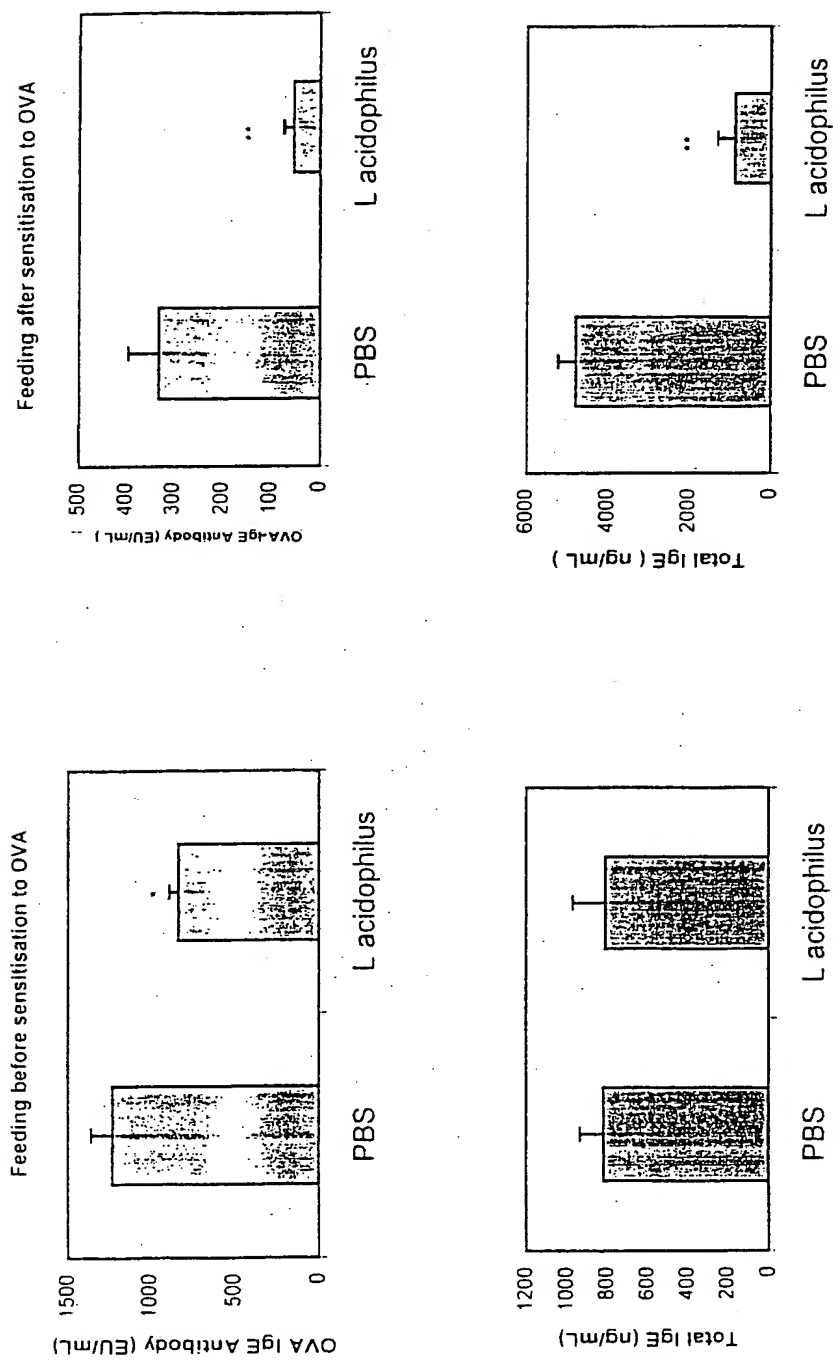 Feeding before sensitisation to OVA
OVA IgE Antibody (EU/mL)
1500
1000
500
0
PBS
L acidophilus
*
Feeding after sensitisation to OVA
OVA-IgE Antibody (EU/mL)
500
400
300
200
100
0
PBS
L acidophilus
**
Total IgE (ng/mL)
1200
1000
800
600
400
200
0
PBS
L acidophilus
Total IgE (ng/mL)
6000
4000
2000
0
PBS
L acidophilus
**